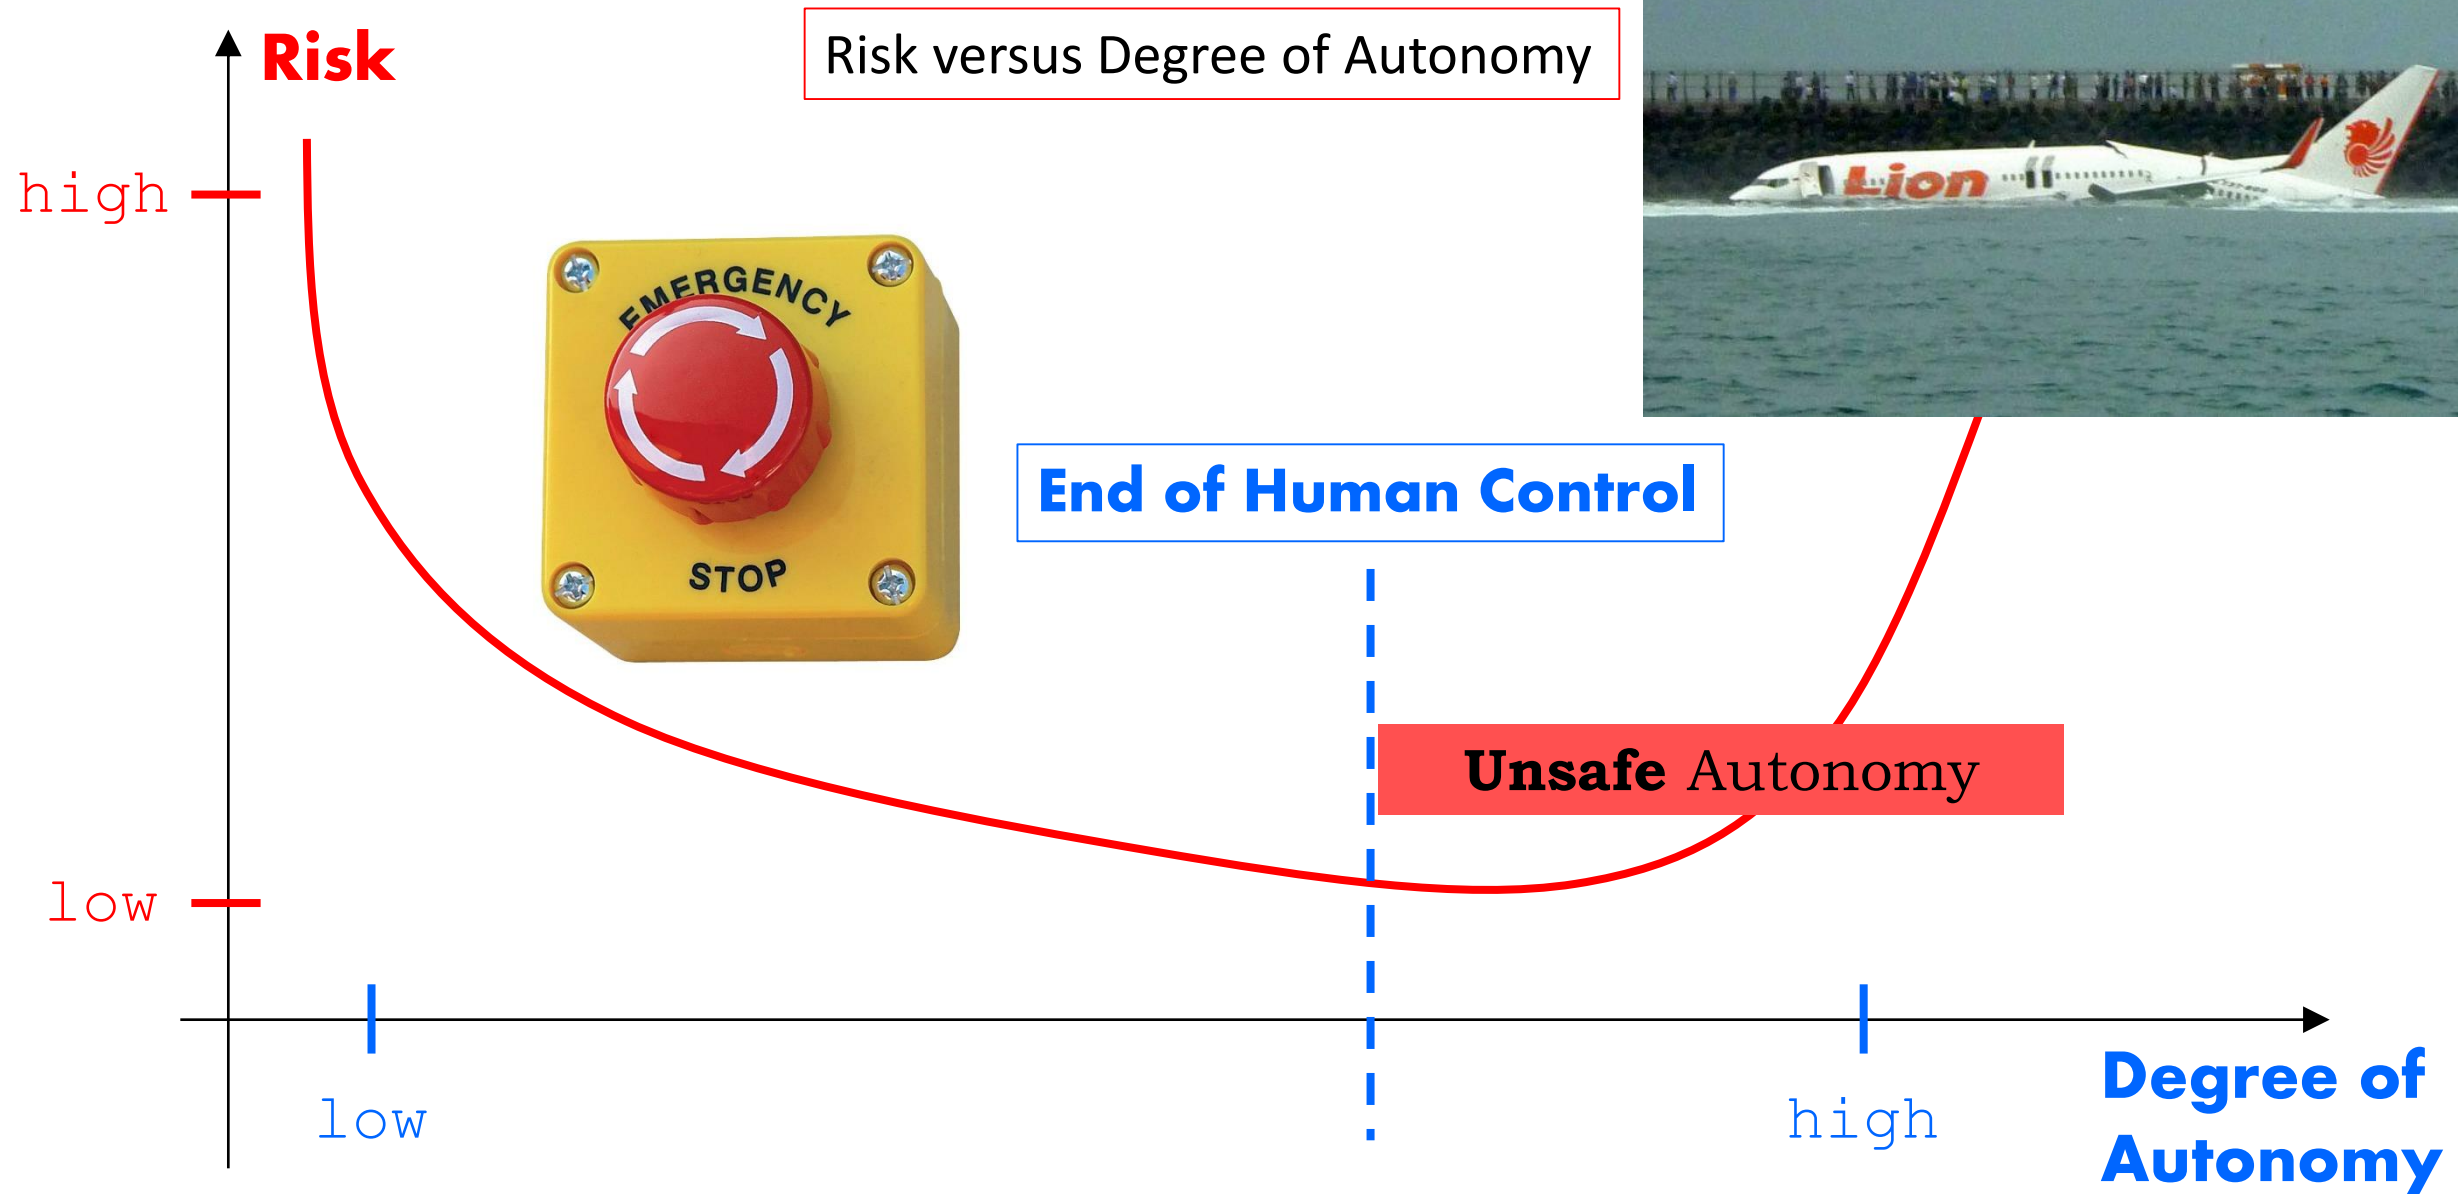 Risk
Risk versus Degree of Autonomy
high
Lion
EMERGENCY
STOP
End of Human Control
Unsafe Autonomy
low
low
high
Degree of
Autonomy